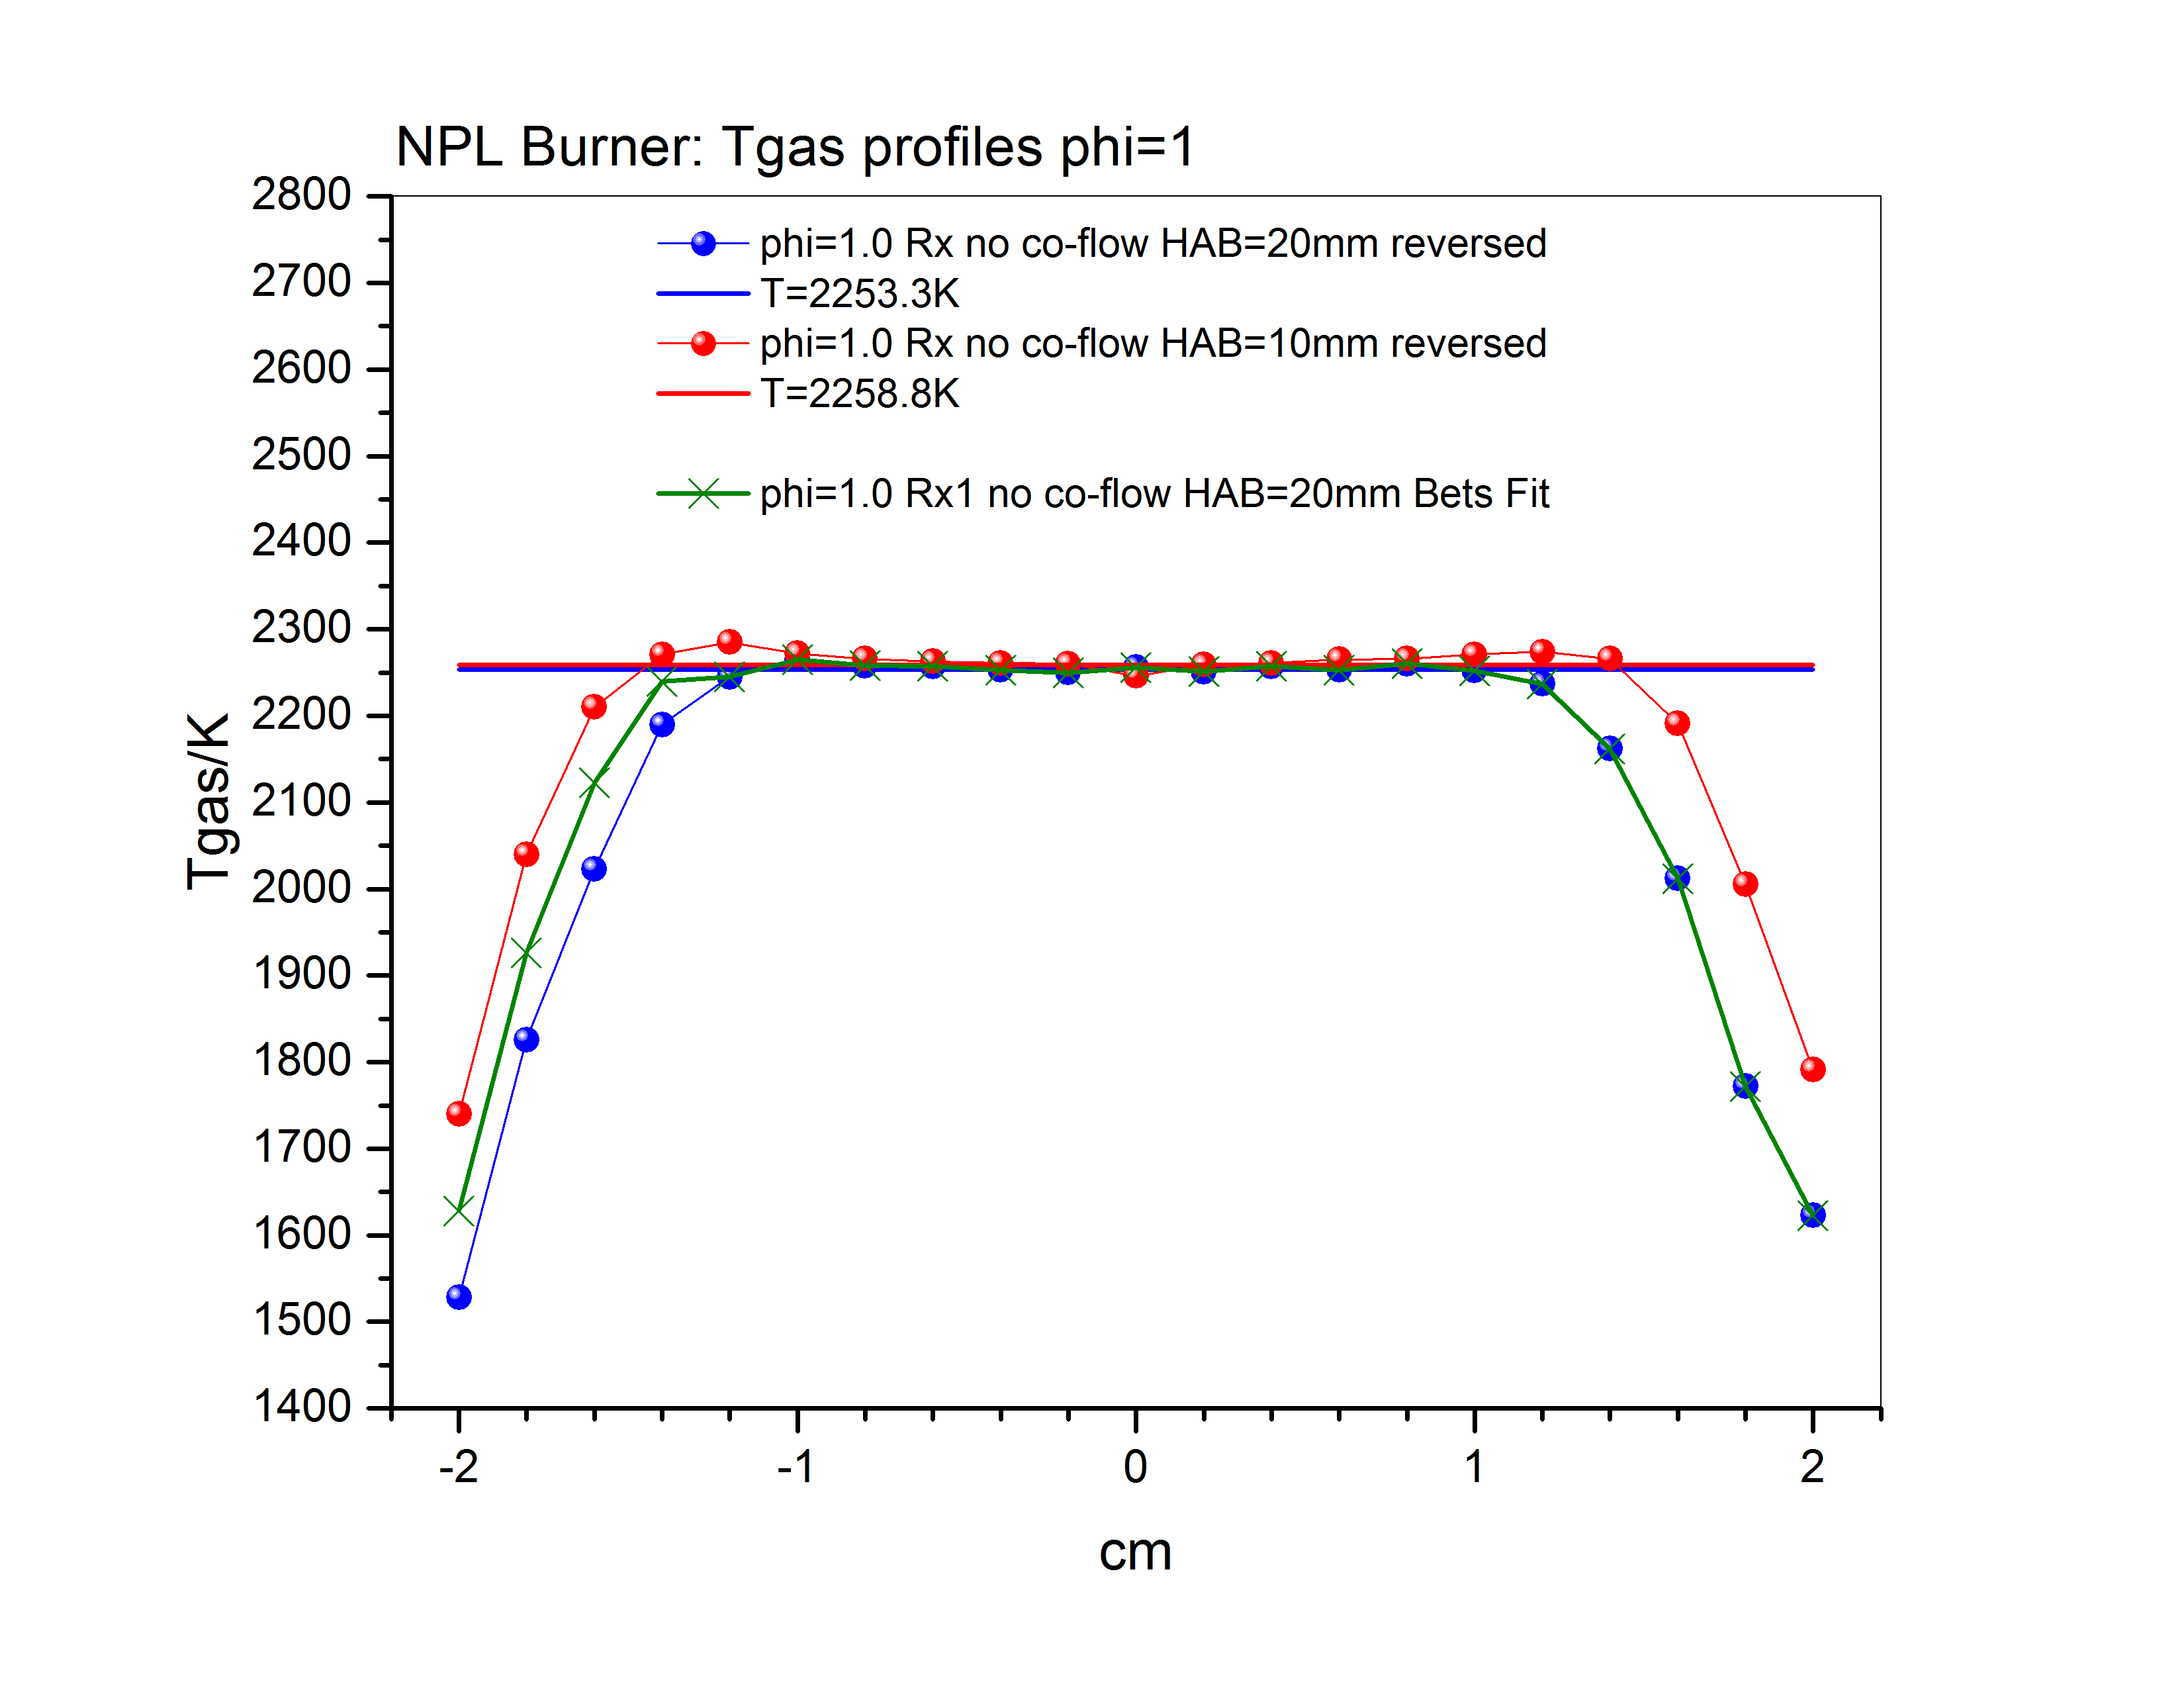 NPL Burner: Tgas profiles phi=1
2800
2700
2600
2500
2400
2300
2200
2100
2000
1900
1800
1700
1600
1500
1400
Tgas/K
phi=1.0 Rx no co-flow HAB=20mm reversed
T=2253.3K
phi=1.0 Rx no co-flow HAB=10mm reversed
T=2258.8K
phi=1.0 Rx1 no co-flow HAB=20mm Bets Fit
-2 -1 0 1 2
cm